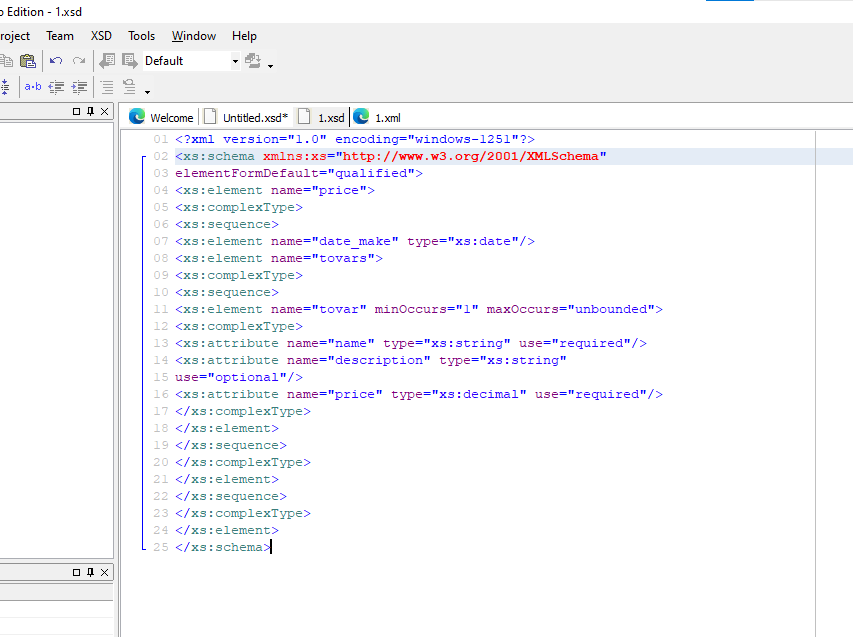 o Edition - 1.xsd
roject Team XSD Tools Window Help
Default
a·b
Welcome Untitled.xsd* 1.xsd 1.xml
01 <?xml version="1.0" encoding="windows-1251"?>
02 <xs:schema xmlns:xs="http://www.w3.org/2001/XMLSchema"
03 elementFormDefault="qualified">
04 <xs:element name="price">
05 <xs:complexType>
06 <xs:sequence>
07 <xs:element name="date_make" type="xs:date"/>
08 <xs:element name="tovars">
09 <xs:complexType>
10 <xs:sequence>
11 <xs:element name="tovar" minOccurs="1" maxOccurs="unbounded">
12 <xs:complexType>
13 <xs:attribute name="name" type="xs:string" use="required"/>
14 <xs:attribute name="description" type="xs:string"
15 use="optional"/>
16 <xs:attribute name="price" type="xs:decimal" use="required"/>
17 </xs:complexType>
18 </xs:element>
19 </xs:sequence>
20 </xs:complexType>
21 </xs:element>
22 </xs:sequence>
23 </xs:complexType>
24 </xs:element>
25 </xs:schema>